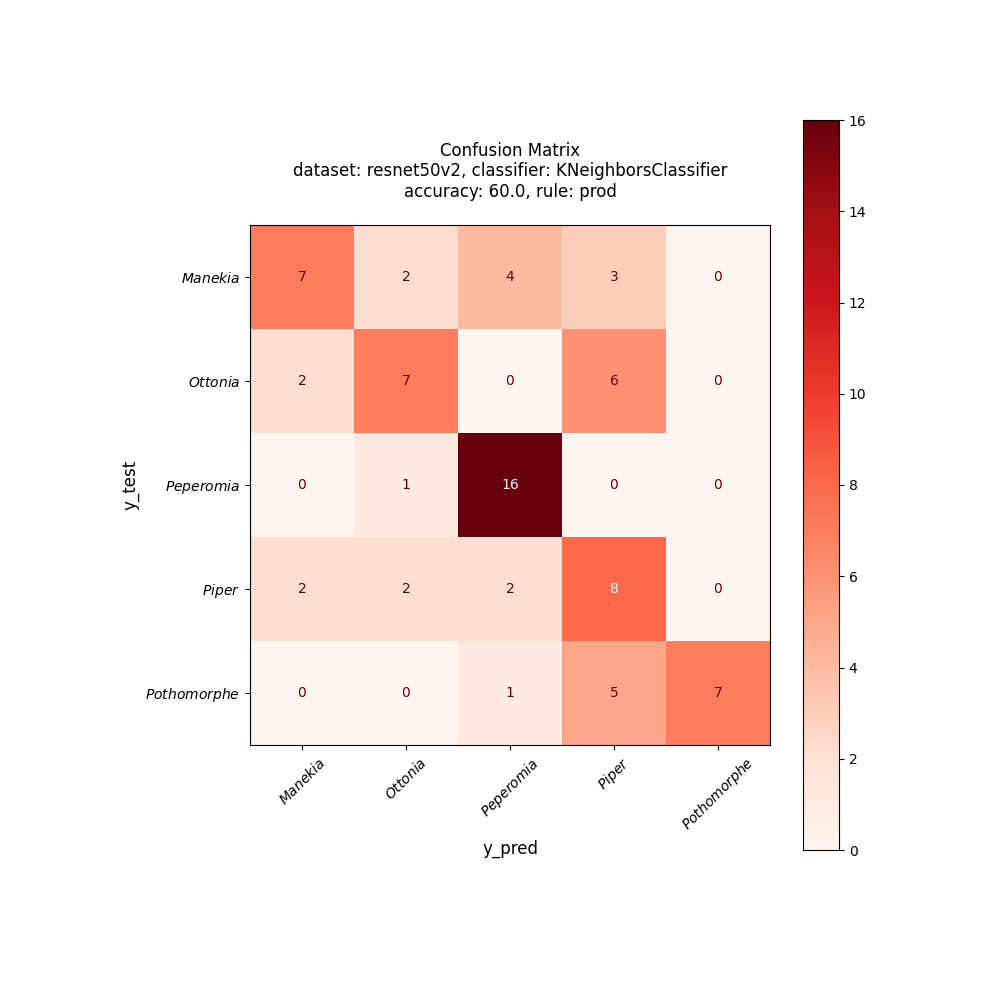 Confusion Matrix
dataset: resnet50v2, classifier: KNeighborsClassifier
accuracy: 60.0, rule: prod
Manekia 7 2 4 3 0
Ottonia 2 7 0 6 0
Peperomia 0 1 16 0 0
Piper 2 2 2 8 0
Pothomorphe 0 0 1 5 7
y_test
Manekia Ottonia Peperomia Piper Pothomorphe
y_pred
16
14
12
10
8
6
4
2
0